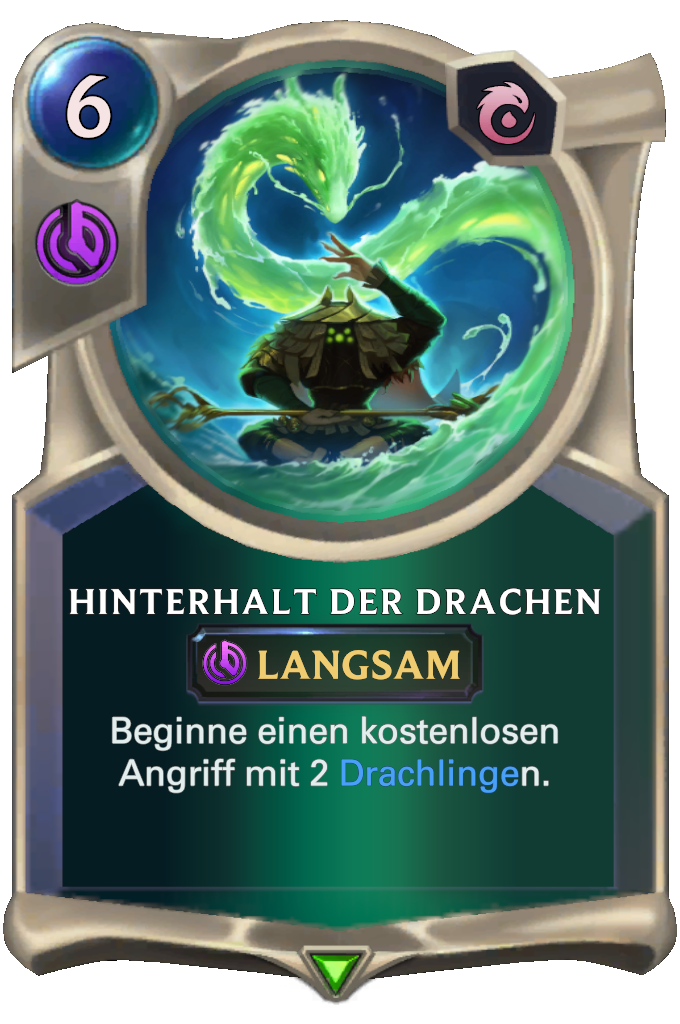 6
HINTERHALT DER DRACHEN
LANGSAM
Beginne einen kostenlosen
Angriff mit 2 Drachlingen.